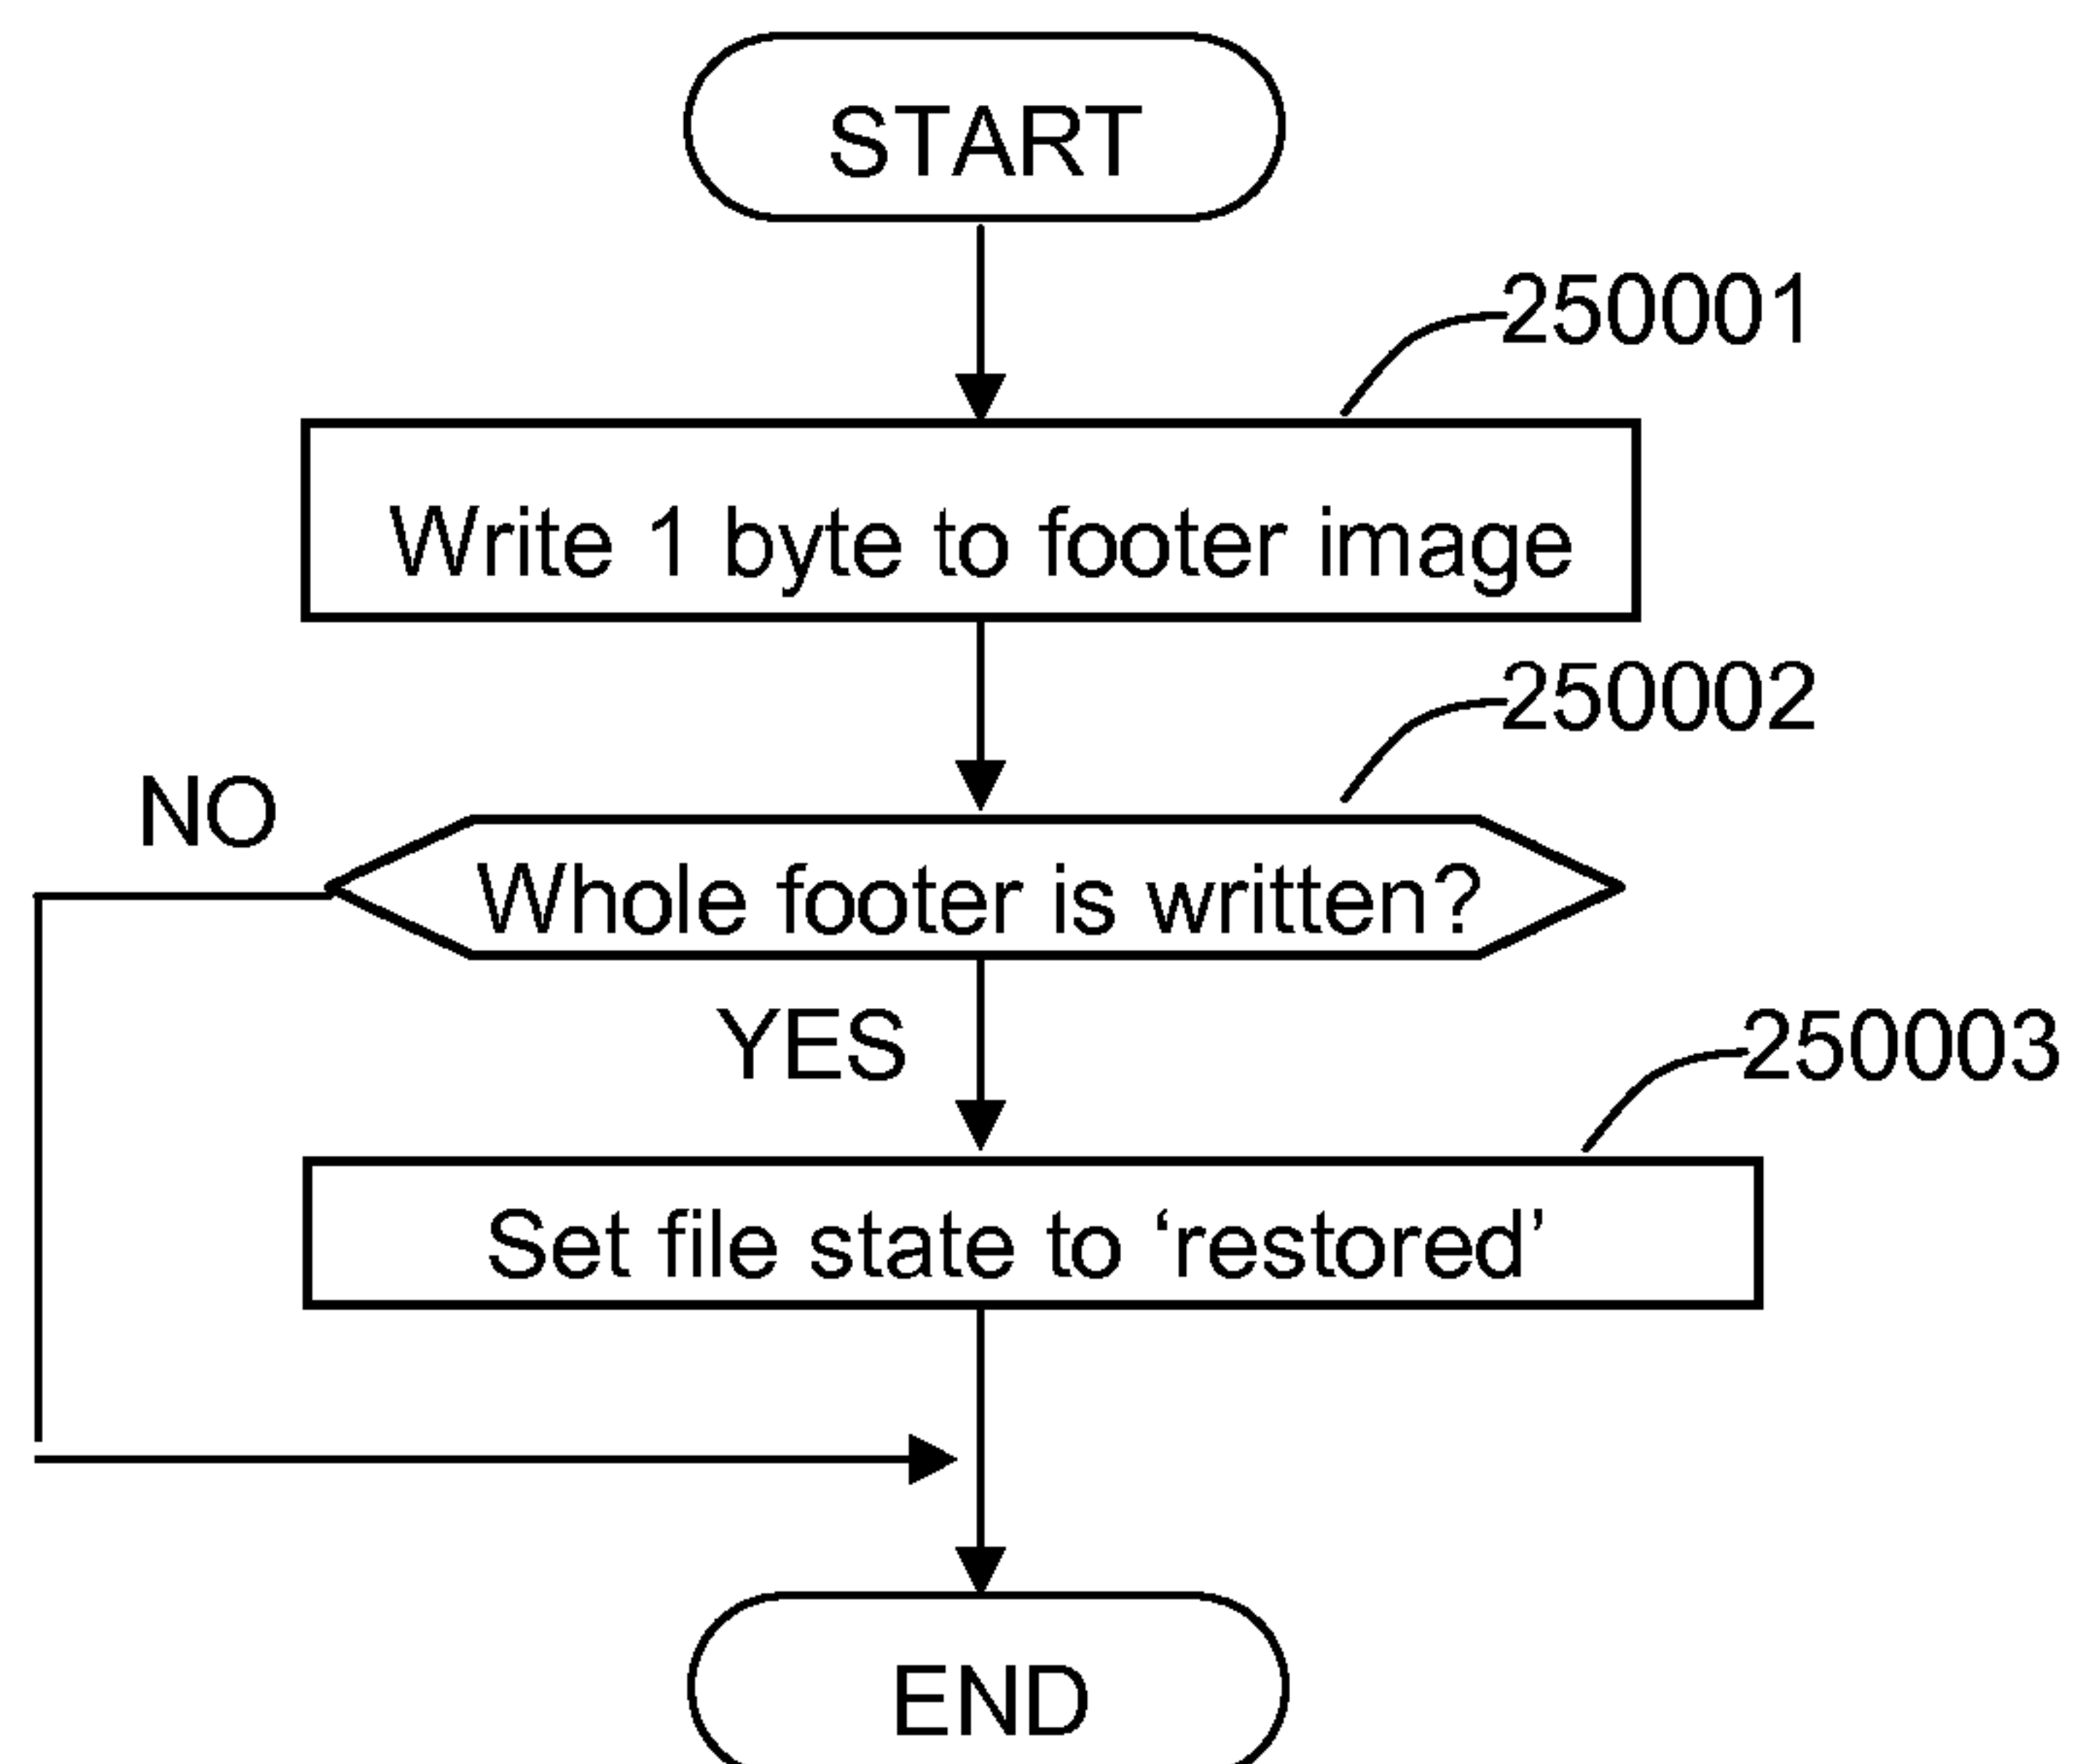 START
250001
Write 1 byte to footer image
250002
NO
Whole footer is written?
YES
250003
Set file state to ‘restored’
END